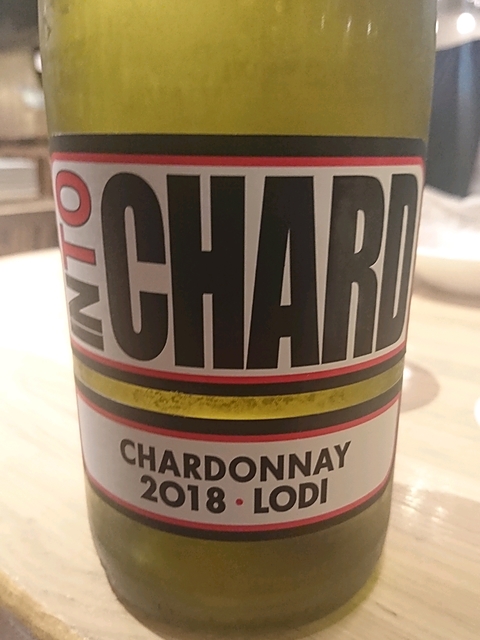 INTO
CHARD
CHARDONNAY
2018 · LODI